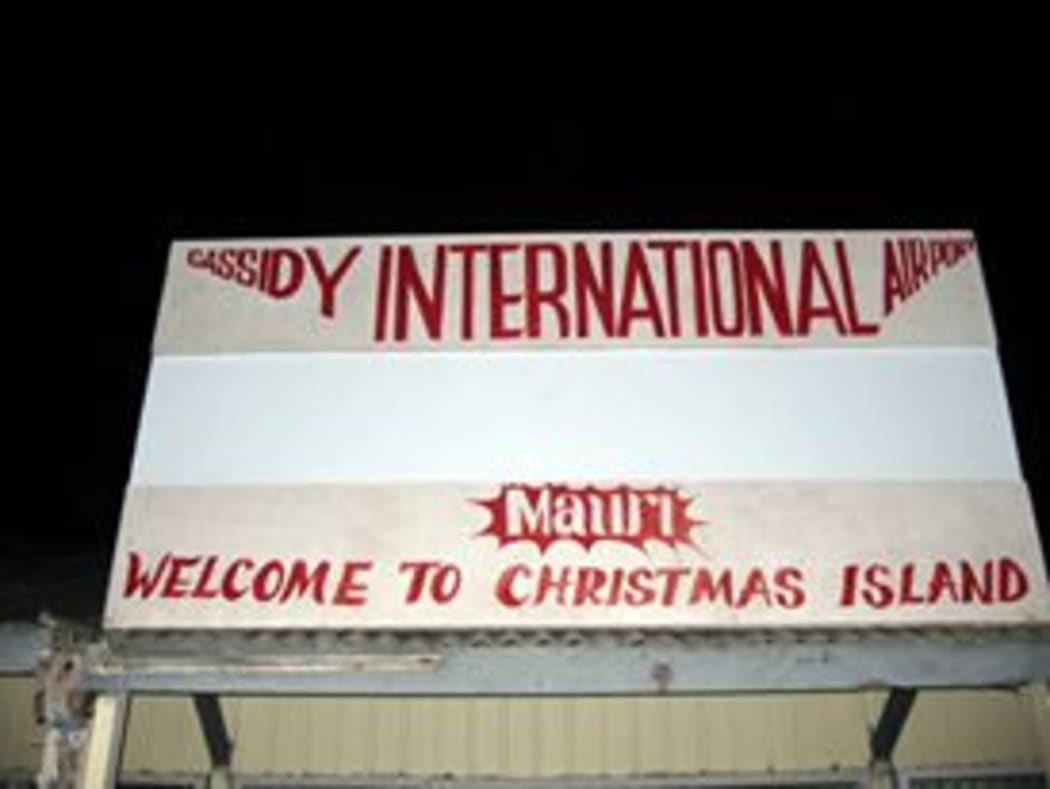 CASSIDY INTERNATIONAL AIRPORT
Mauri
WELCOME TO CHRISTMAS ISLAND